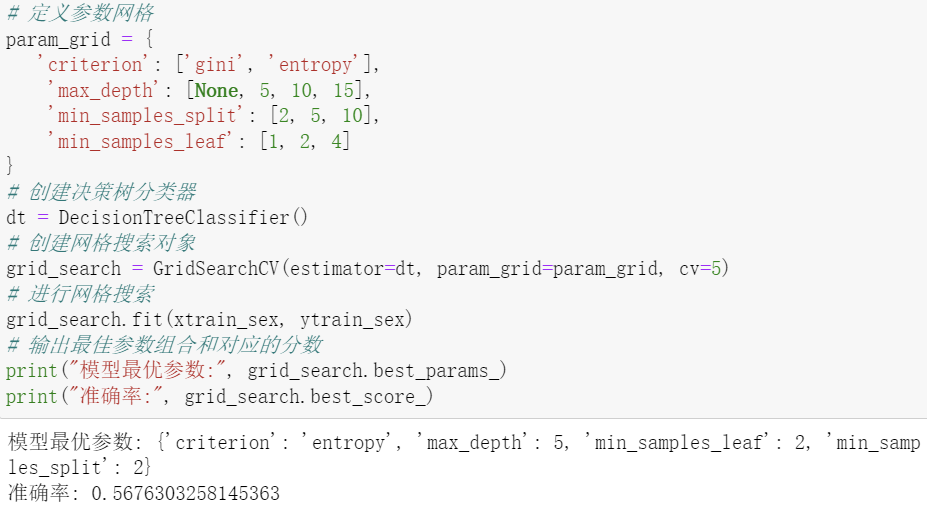 # 定义参数网格
param_grid = {
   'criterion': ['gini', 'entropy'],
    'max_depth': [None, 5, 10, 15],
    'min_samples_split': [2, 5, 10],
    'min_samples_leaf': [1, 2, 4]
}
# 创建决策树分类器
dt = DecisionTreeClassifier()
# 创建网格搜索对象
grid_search = GridSearchCV(estimator=dt, param_grid=param_grid, cv=5)
# 进行网格搜索
grid_search.fit(xtrain_sex, ytrain_sex)
# 输出最佳参数组合和对应的分数
print("模型最优参数:", grid_search.best_params_)
print("准确率:", grid_search.best_score_)
模型最优参数: {'criterion': 'entropy', 'max_depth': 5, 'min_samples_leaf': 2, 'min_samp
les_split': 2}
准确率: 0.5676303258145363